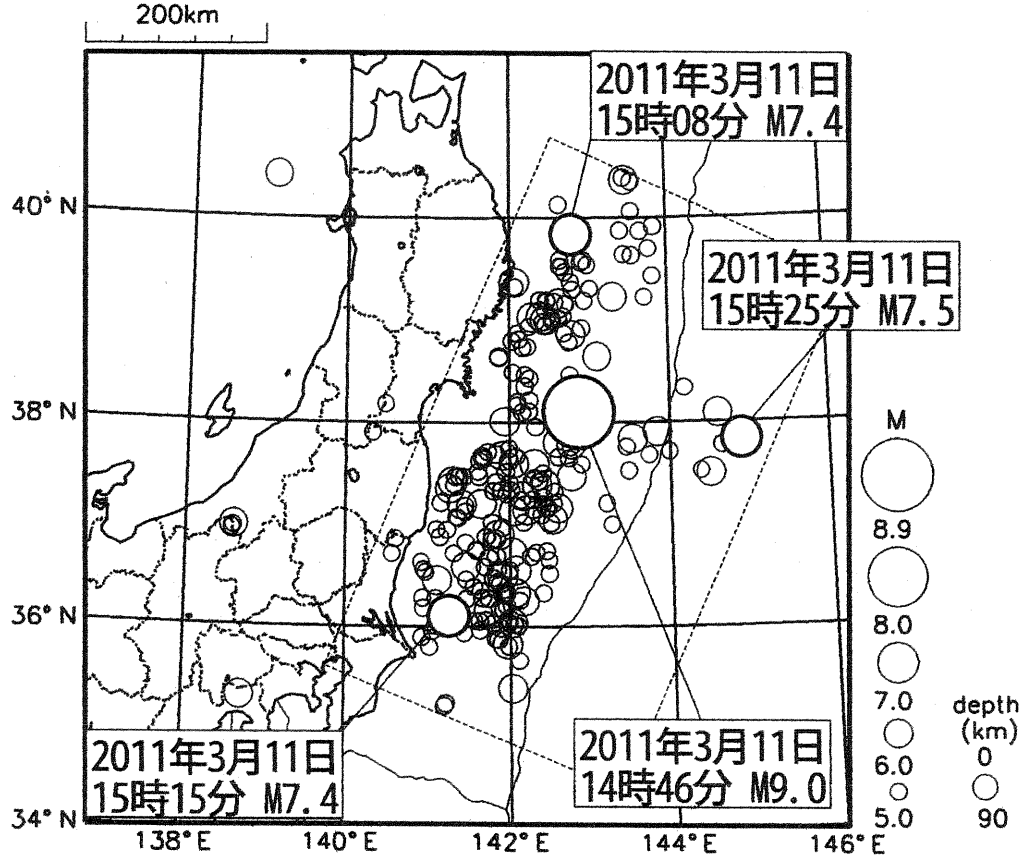 200km
2011年3月11日
15時08分 M7.4
40° N
2011年3月11日
15時25分 M7.5
38° N
M
8.9
36° N
8.0
7.0
depth
(km)
2011年3月11日
15時15分 M7.4
2011年3月11日
14時46分 M9.0
6.0
0
5.0
90
34° N
138° E
140° E
142° E
144° E
146° E